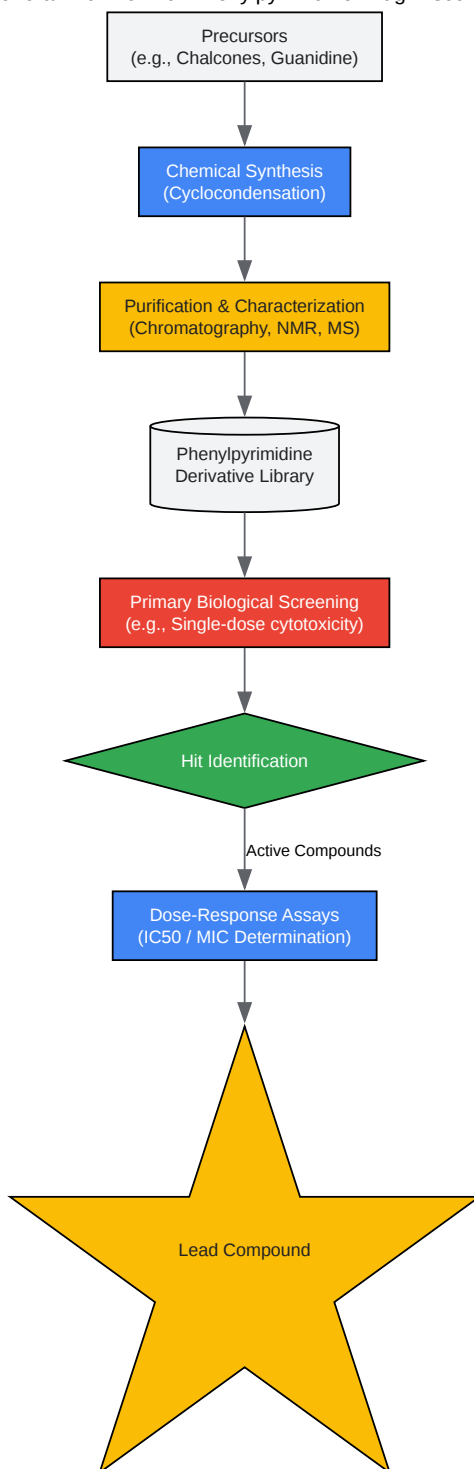 Precursors
(e.g., Chalcones, Guanidine)
Chemical Synthesis
(Cyclocondensation)
Purification & Characterization
(Chromatography, NMR, MS)
Phenylpyrimidine
Derivative Library
Primary Biological Screening
(e.g., Single-dose cytotoxicity)
Hit Identification
Active Compounds
Dose-Response Assays
(IC50 / MIC Determination)
Lead Compound